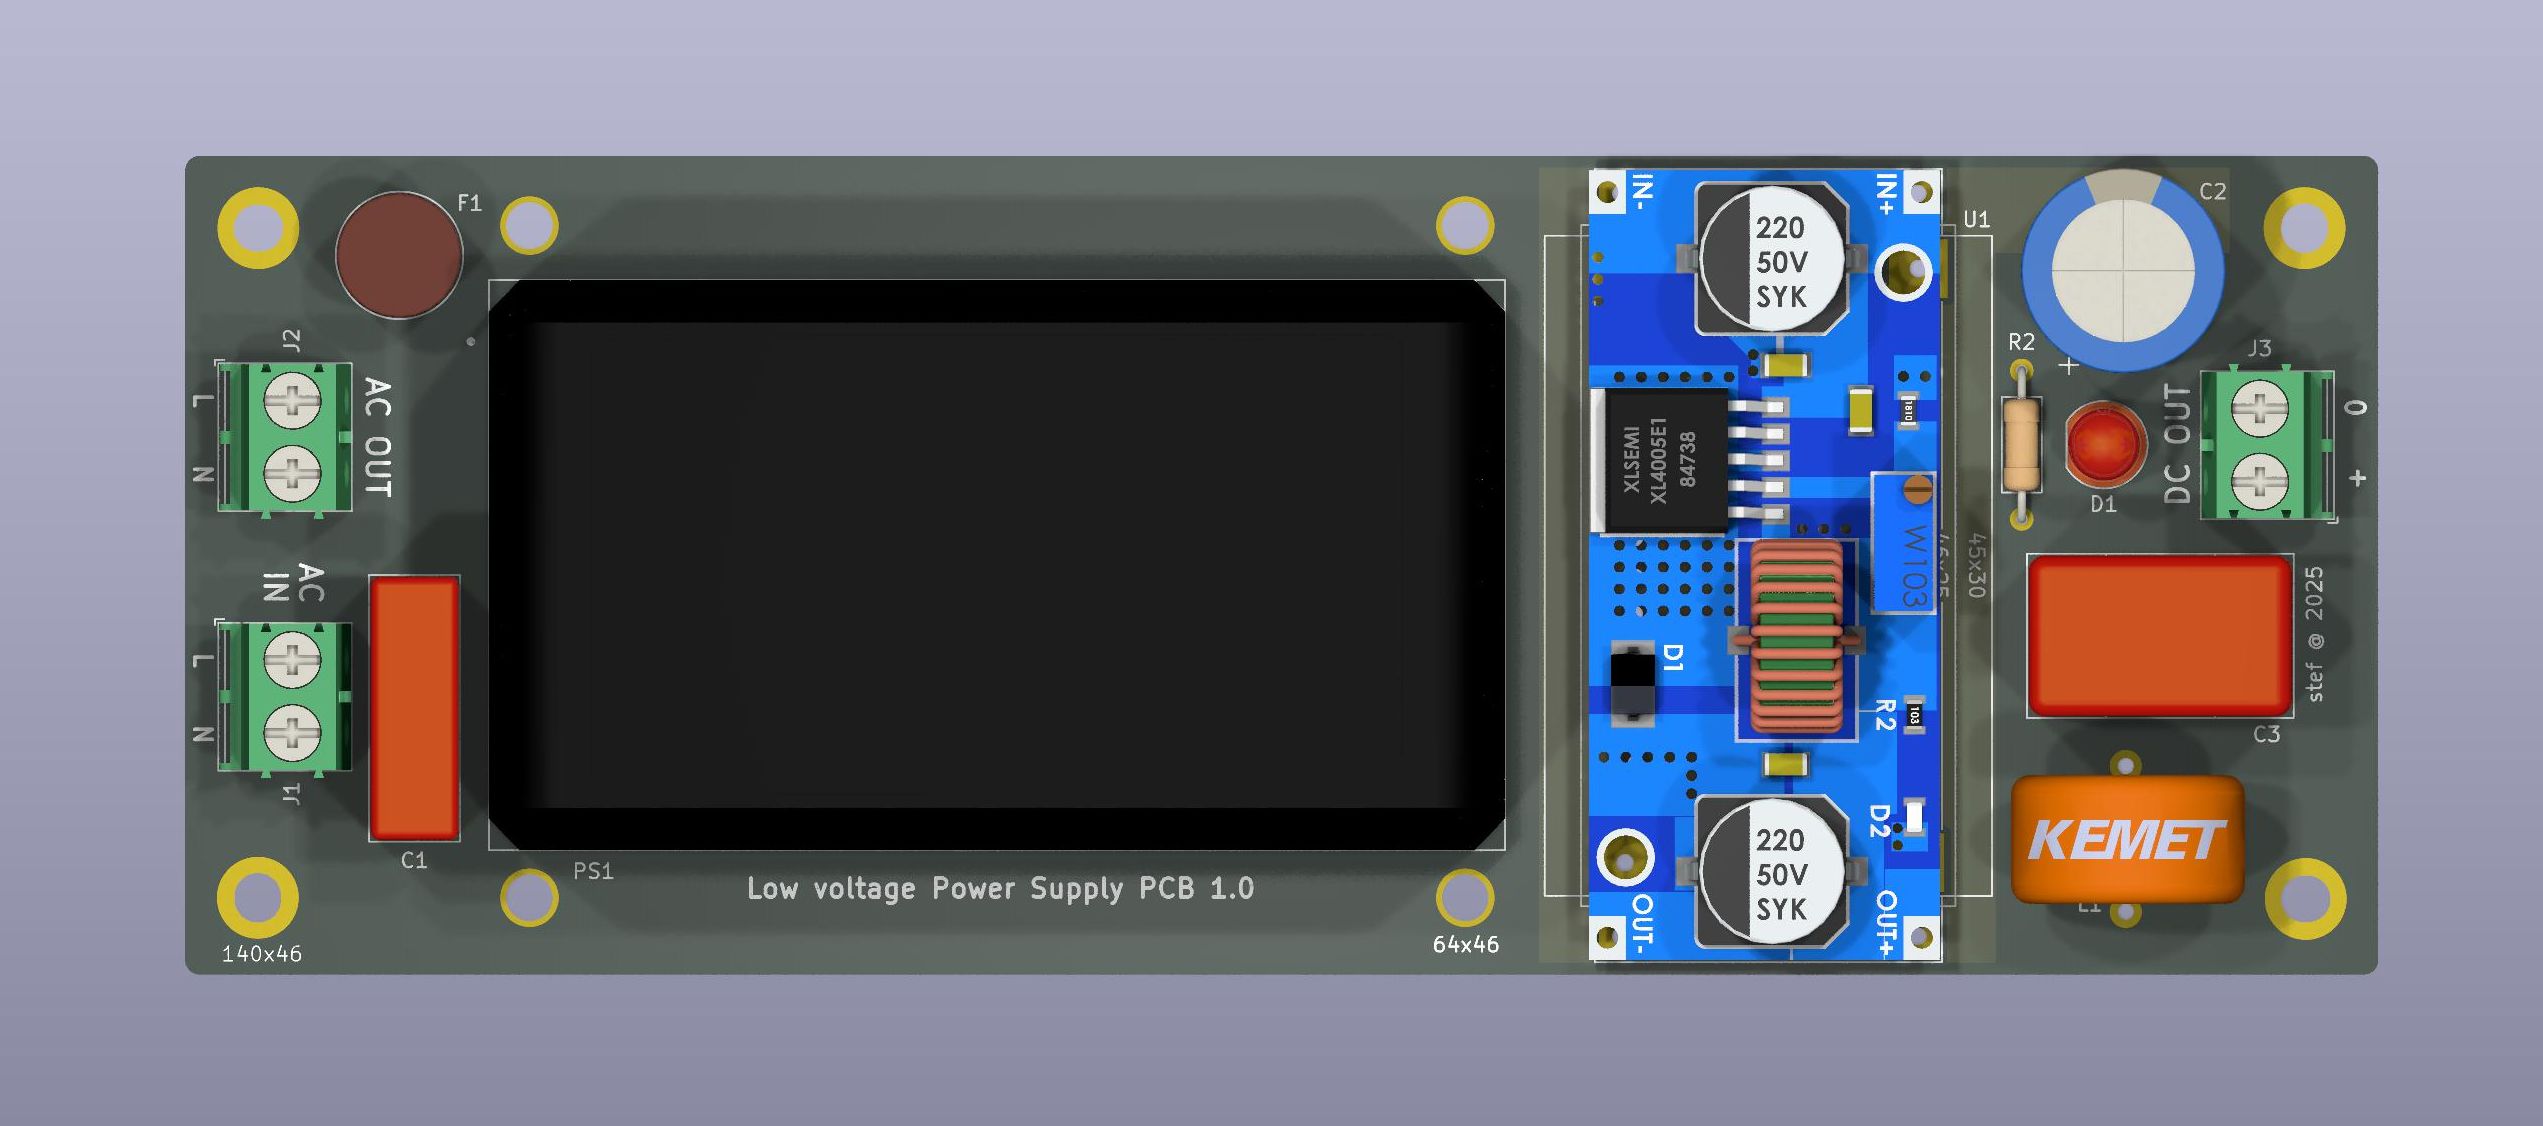 F1
J2
L
N
AC OUT
AC
IN
L
N
J1
C1
140x46
PS1
Low voltage Power Supply PCB 1.0
64x46
IN-
IN+
220
50V
SYK
XLSEMI
XL4005E1
84738
1810
W103
D1
R2
103
D2
220
50V
SYK
OUT-
OUT+
U1
45x30
C2
+
R2
D1
J3
DC OUT
0
+
stef @ 2025
C3
KEMET